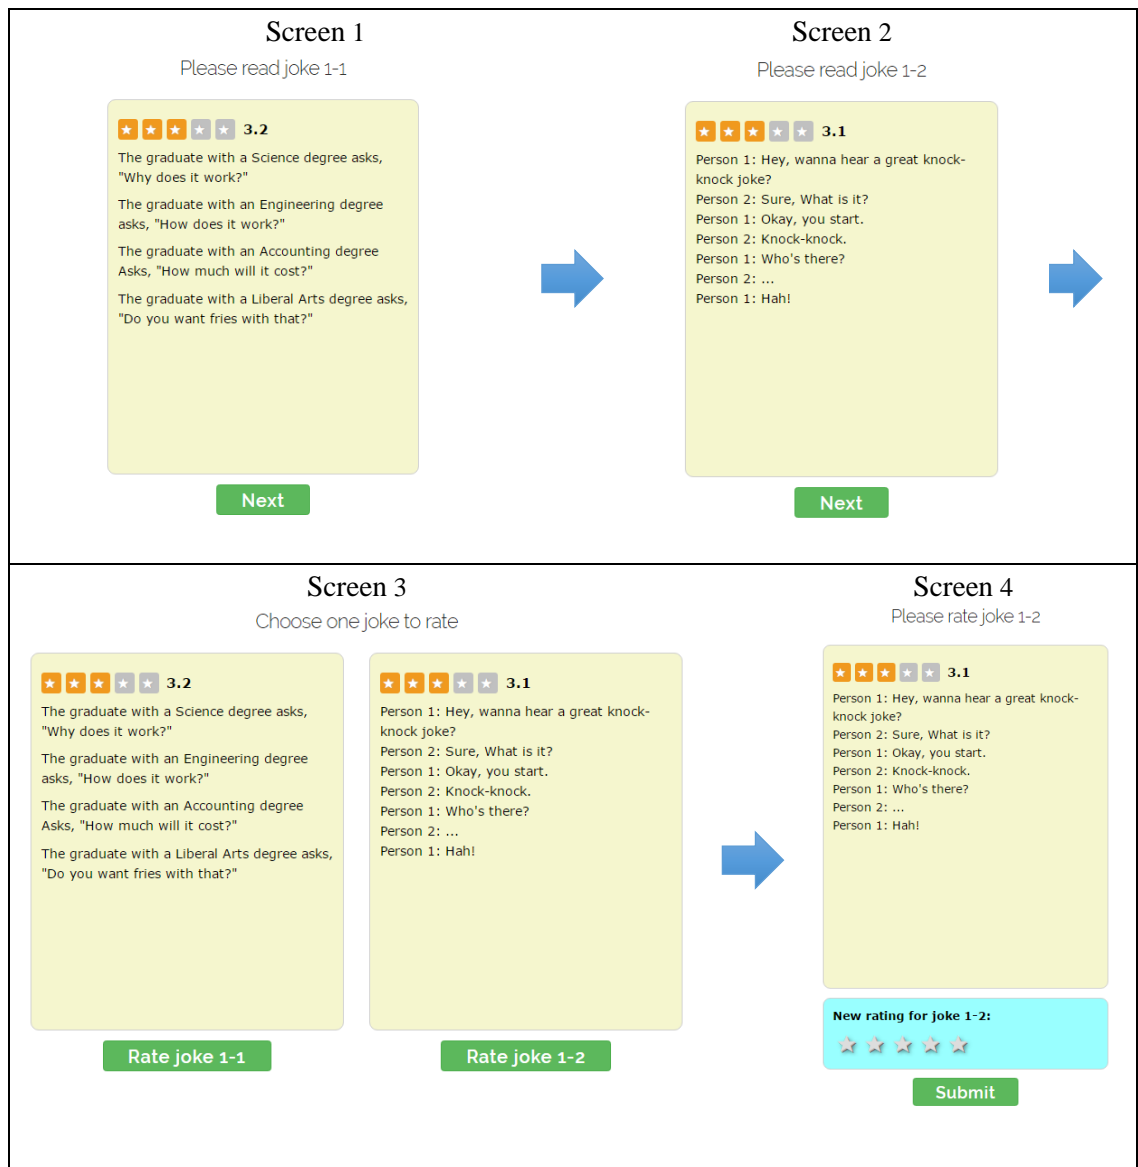 Screen 1
Please read joke 1-1
3.2
The graduate with a Science degree asks,
"Why does it work?"
The graduate with an Engineering degree
asks, "How does it work?"
The graduate with an Accounting degree
Asks, "How much will it cost?"
The graduate with a Liberal Arts degree asks,
"Do you want fries with that?"
Next
Screen 2
Please read joke 1-2
3.1
Person 1: Hey, wanna hear a great knock-
knock joke?
Person 2: Sure, What is it?
Person 1: Okay, you start.
Person 2: Knock-knock.
Person 1: Who's there?
Person 2: ...
Person 1: Hah!
Next
Screen 3
Choose one joke to rate
3.2
The graduate with a Science degree asks,
"Why does it work?"
The graduate with an Engineering degree
asks, "How does it work?"
The graduate with an Accounting degree
Asks, "How much will it cost?"
The graduate with a Liberal Arts degree asks,
"Do you want fries with that?"
Rate joke 1-1
3.1
Person 1: Hey, wanna hear a great knock-
knock joke?
Person 2: Sure, What is it?
Person 1: Okay, you start.
Person 2: Knock-knock.
Person 1: Who's there?
Person 2: ...
Person 1: Hah!
Rate joke 1-2
Screen 4
Please rate joke 1-2
3.1
Person 1: Hey, wanna hear a great knock-
knock joke?
Person 2: Sure, What is it?
Person 1: Okay, you start.
Person 2: Knock-knock.
Person 1: Who's there?
Person 2: ...
Person 1: Hah!
New rating for joke 1-2:
Submit